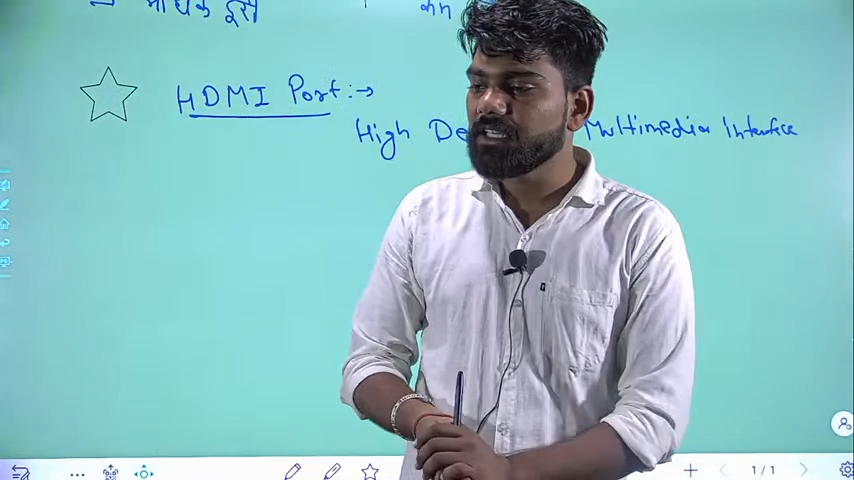 HDMI Port :→
High De Multimedia Interface
1/1